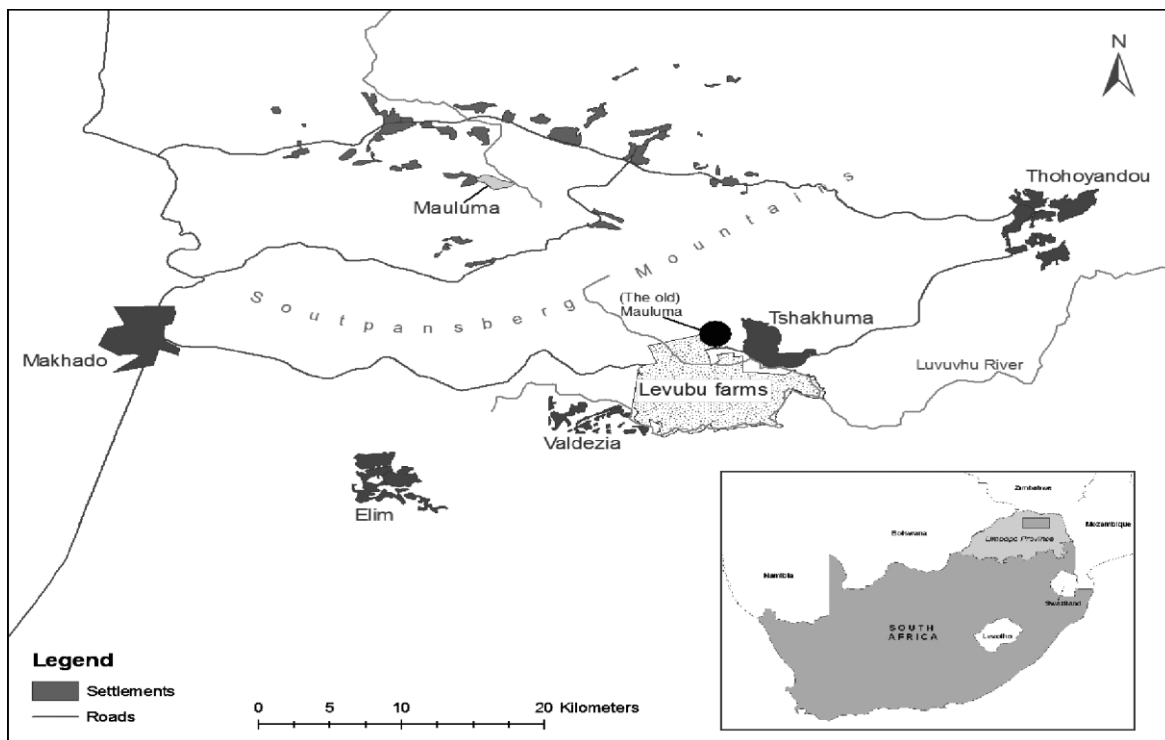 N
Thohoyandou
Mauluma
Soutpansberg Mountains
(The old)
Mauluma
Tshakhuma
Makhado
Luvuvhu River
Levubu farms
Valdezia
Elim
Legend
Settlements
Roads
0 5 10 20 Kilometers
Zimbabwe
Mozambique
Botswana
Limpopo Province
Namibia
Swaziland
SOUTH
AFRICA
Lesotho